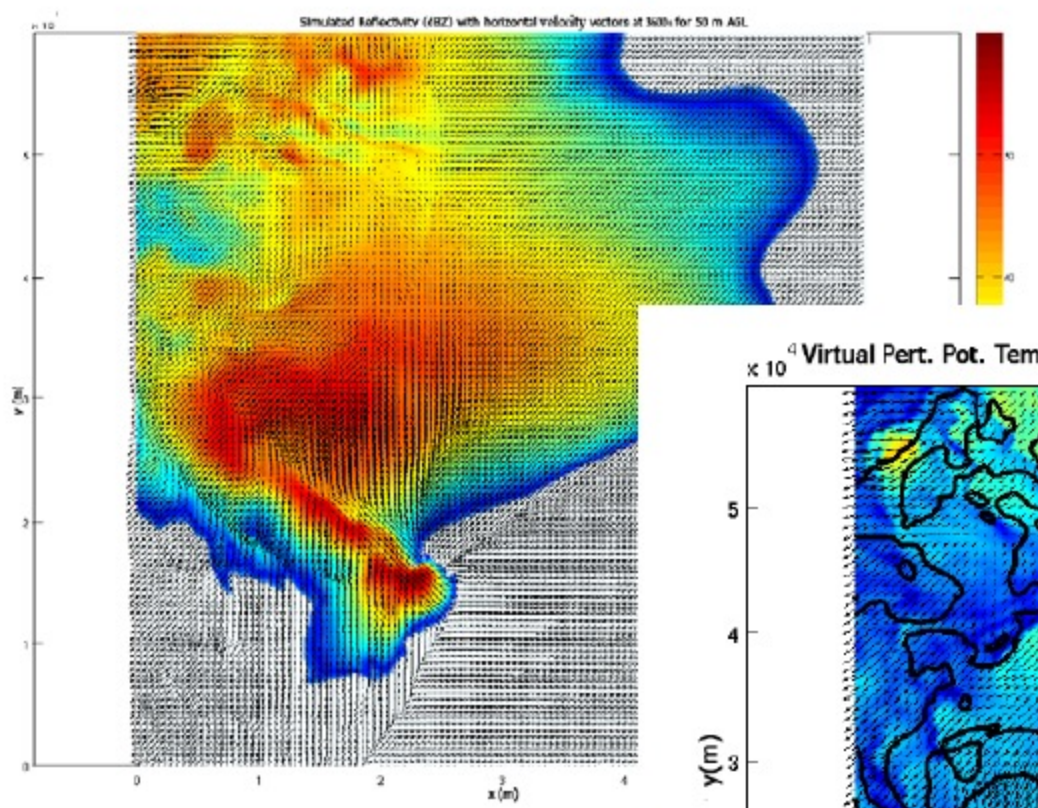 Simulated Reflectivity (dBZ) with horizontal velocity vectors at 3600s for 50 m AGL
5
4
3
2
1
0
y (m)
0
1
2
3
4
x (m)
x 10⁴ Virtual Pert. Pot. Tem
5
4
3
y(m)